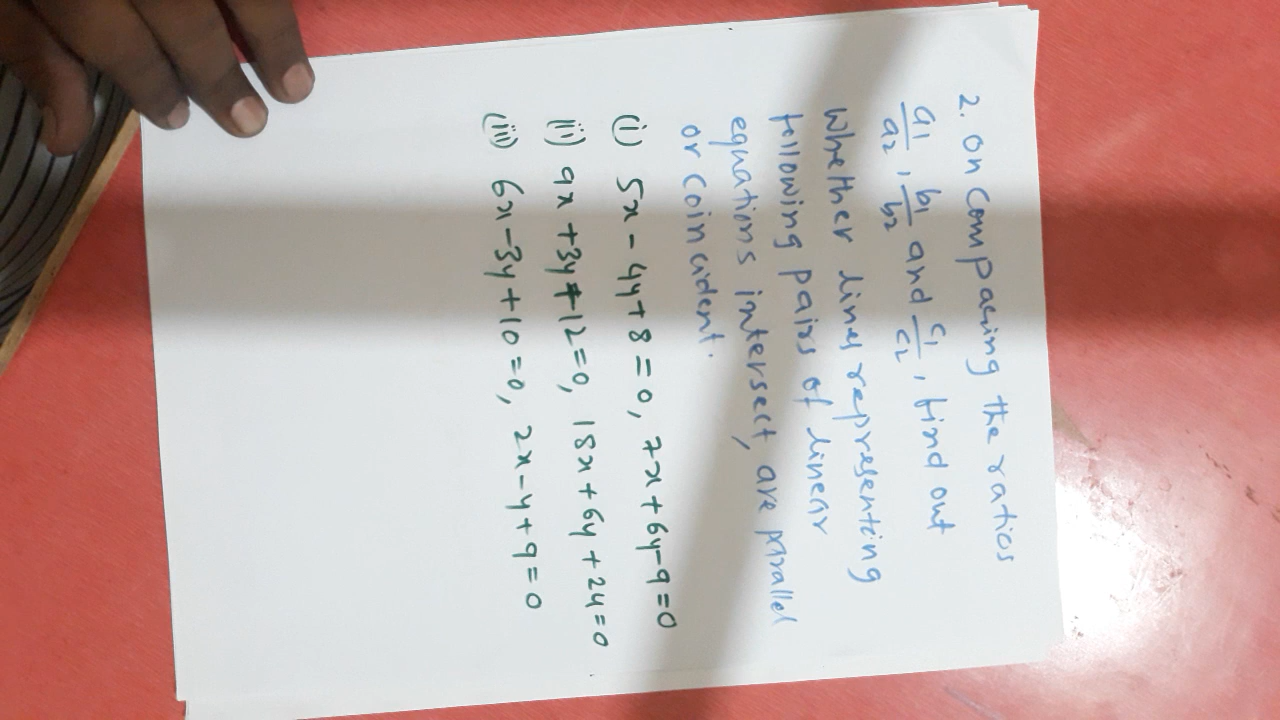 2. on comparing the ratios
a1/a2, b1/b2 and c1/c2, find out
whether lines representing
following pairs of linear
equations intersect, are parallel
or coincident.
(i) 5x - 4y + 8 = 0, 7x + 6y - 9 = 0
(ii) 9x + 3y + 12 = 0, 18x + 6y + 24 = 0
(iii) 6x - 3y + 10 = 0, 2x - y + 9 = 0